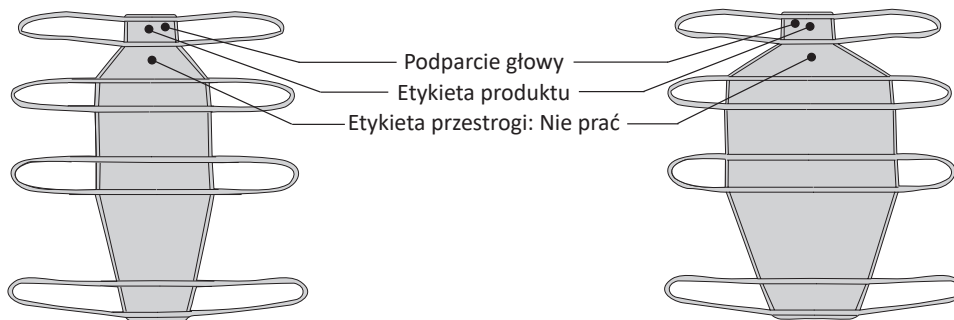 Podparcie głowy
Etykieta produktu
Etykieta przestrogi: Nie prać